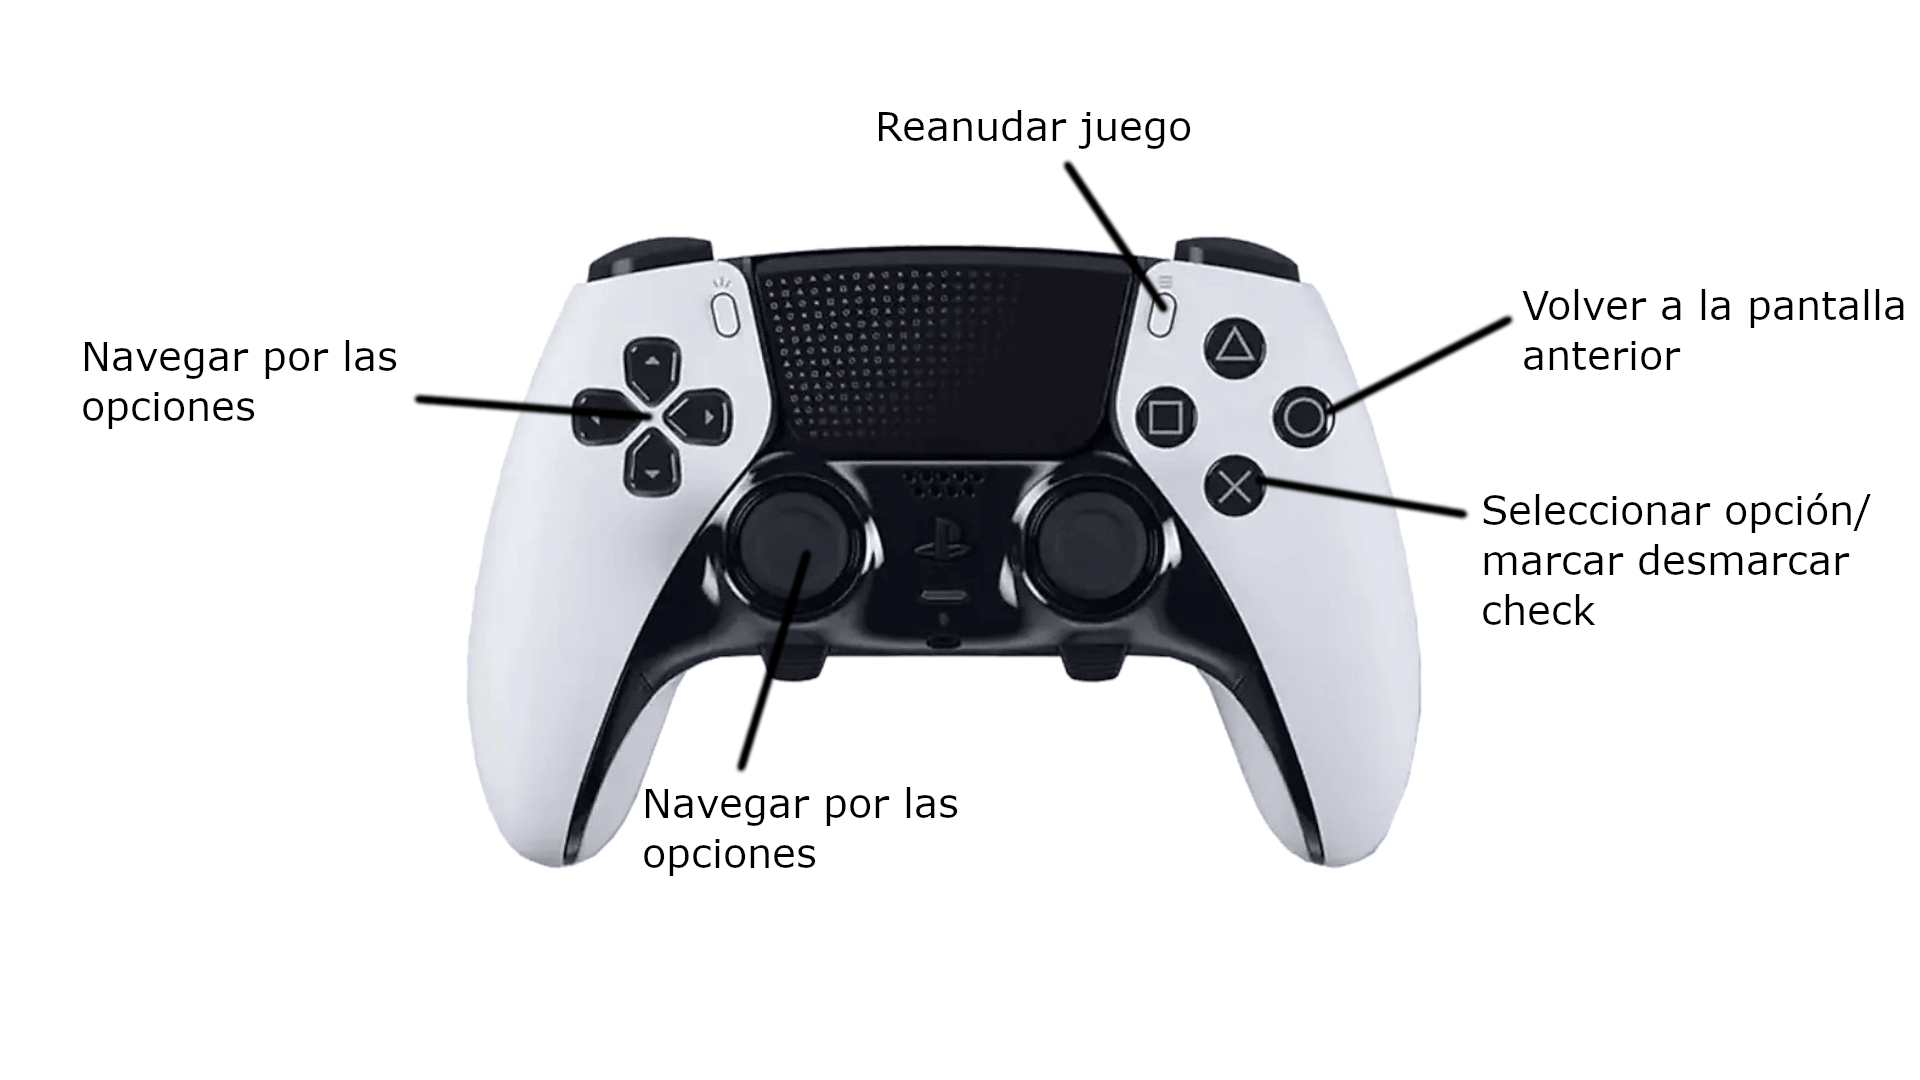 Reanudar juego
Volver a la pantalla
anterior
Navegar por las
opciones
Seleccionar opción/
marcar desmarcar
check
Navegar por las
opciones